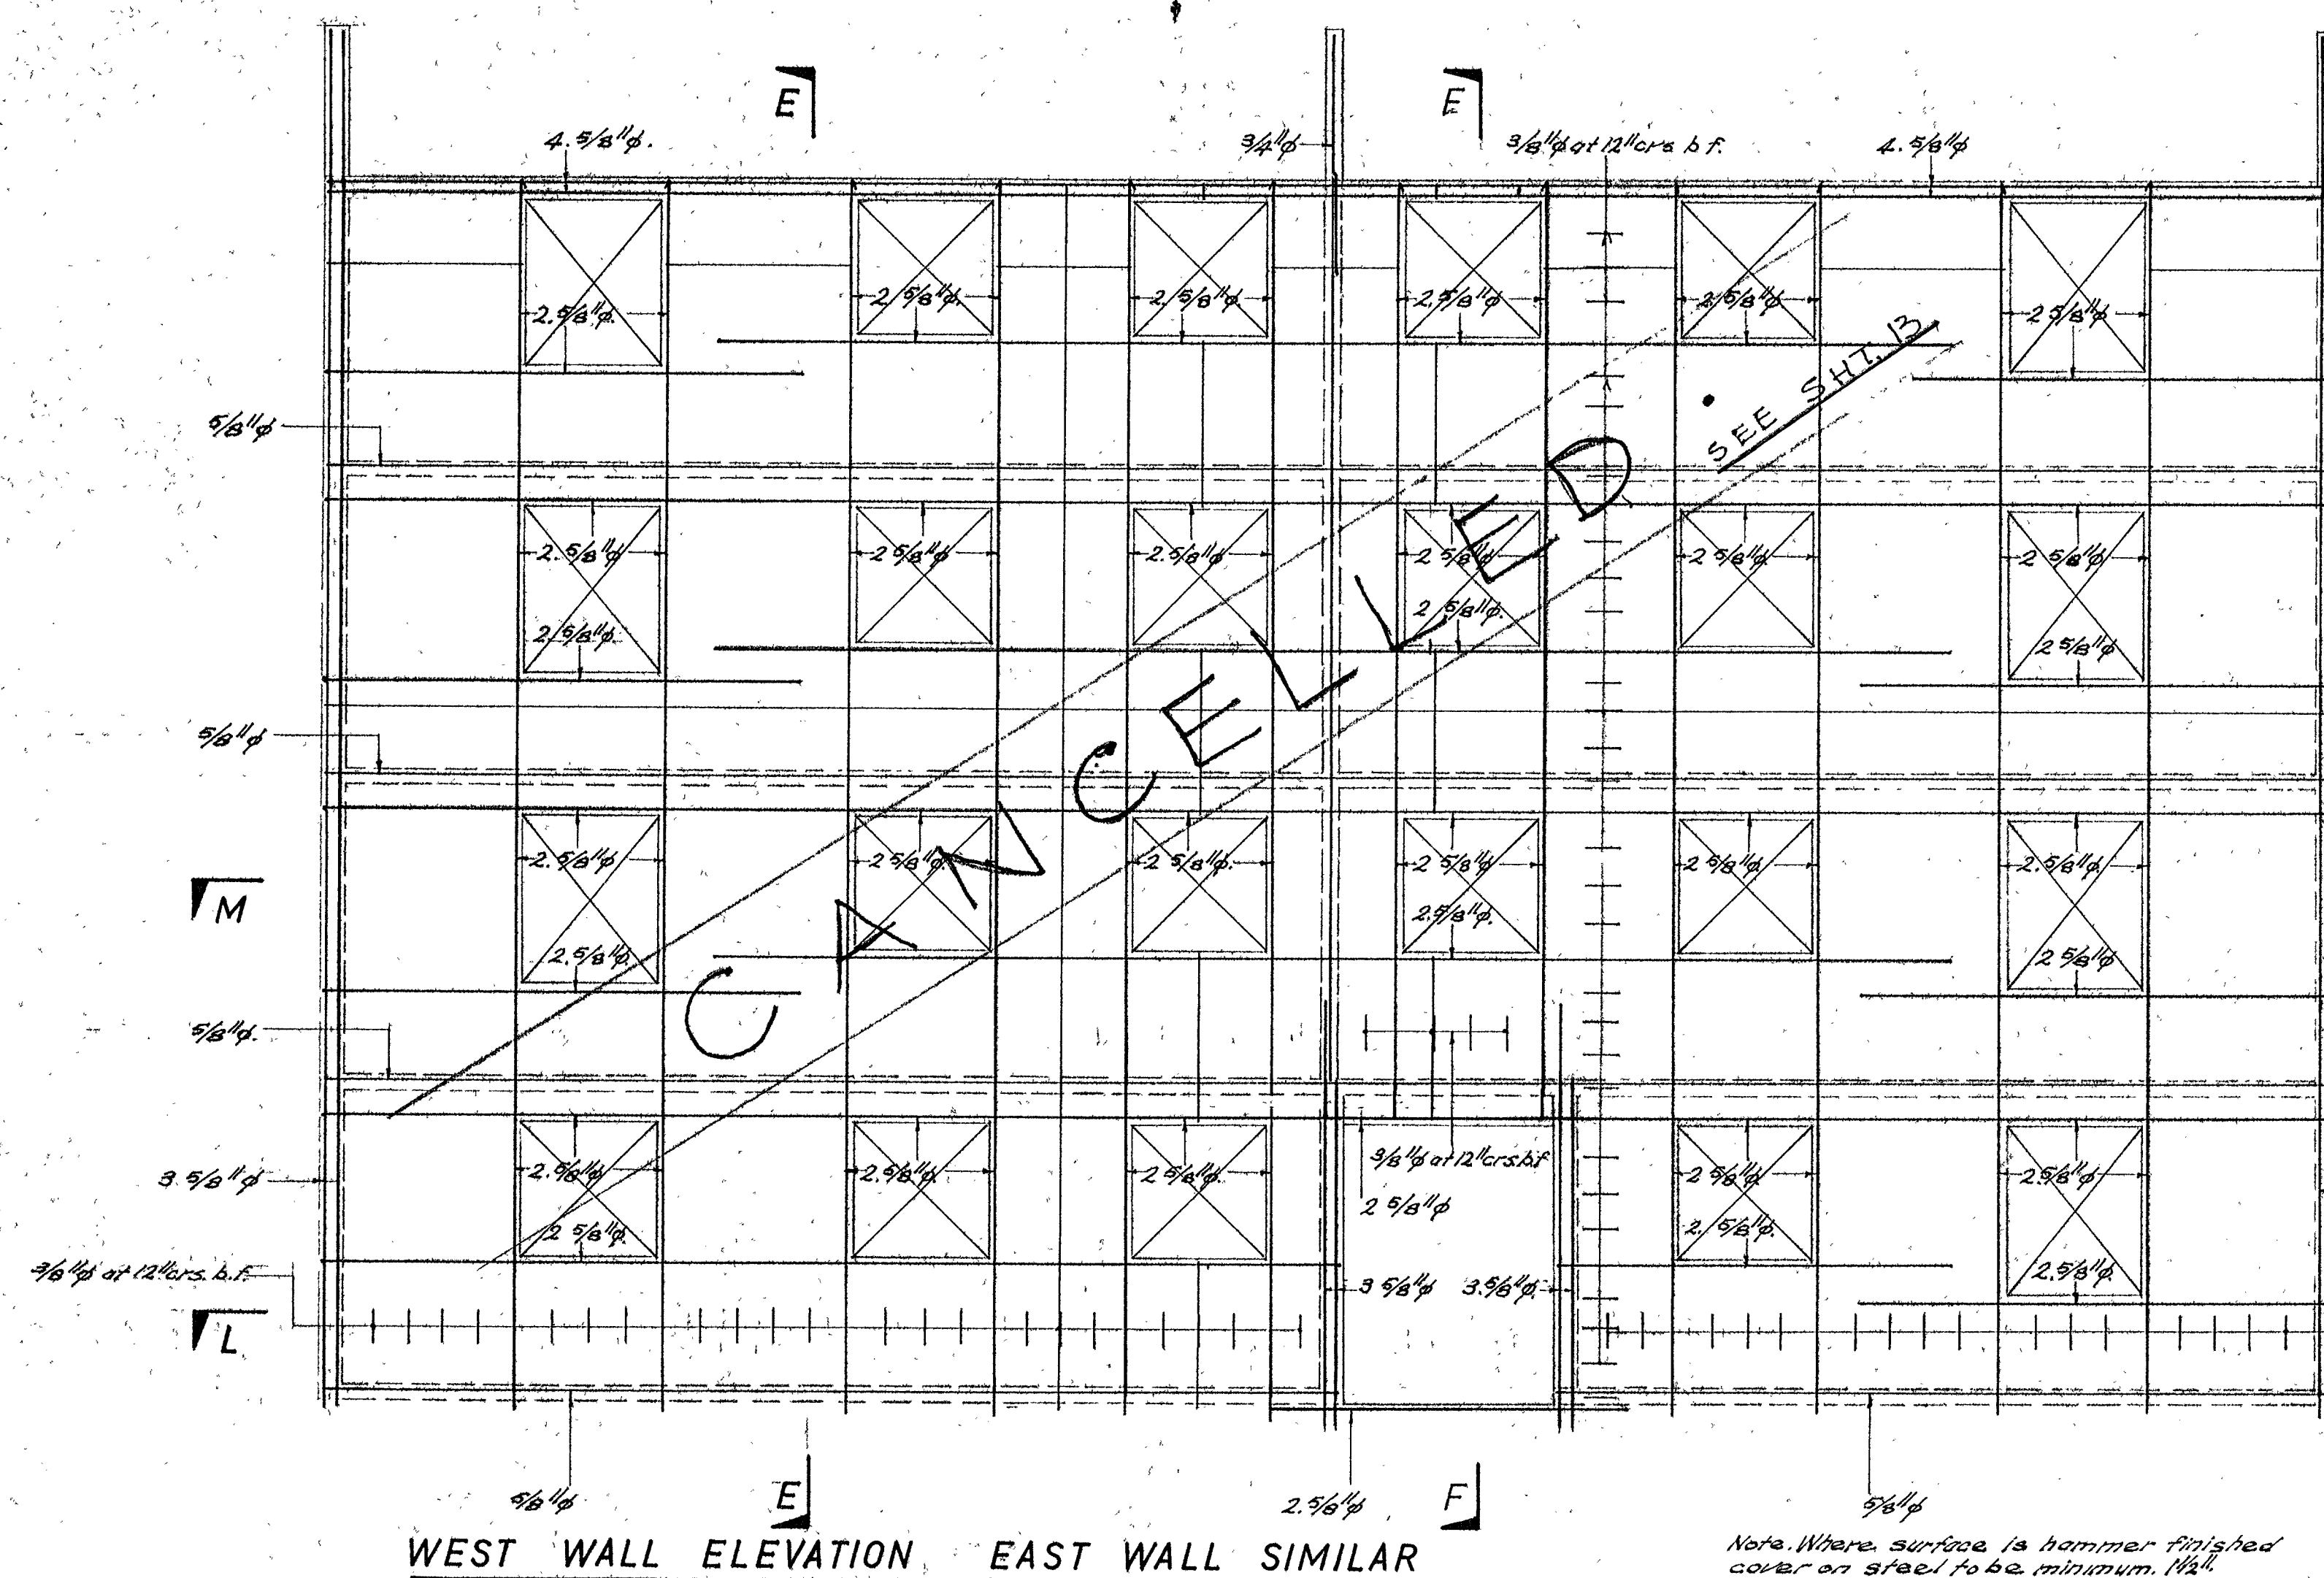 E
E
4.5/8"φ.
3/4"φ
3/8"φ at 12"crs. b f.
4.5/8"φ
2.5/8"φ.
2 5/8"φ.
2 5/8"φ.
2.5/8"φ
2 5/8"φ
2 5/8"φ
SEE SHT. 13
5/8"φ
CANCELLED
2.5/8"φ
2 5/8"φ
2.5/8"φ
2 5/8"φ
2 5/8"φ
2 5/8"φ
2.5/8"φ.
2 5/8"φ.
2 5/8"φ
5/8"φ
2.5/8"φ
2 5/8"φ.
2 5/8"φ.
2 5/8"φ
2 5/8"φ
2.5/8"φ.
M
2.5/8"φ.
2.5/8"φ.
2 5/8"φ
5/8"φ.
2.5/8"φ
2.5/8"φ.
2 5/8"φ.
3/8"φ at 12"crs.b.f
2 5/8"φ
2.5/8"φ
3 5/8"φ
2 5/8"φ.
2 5/8"φ
2. 5/8"φ.
3/8"φ at 12"crs. b.f.
3 5/8"φ
3.5/8"φ.
2.5/8"φ.
L
5/8"φ
E
2.5/8"φ
F
5/8"φ
WEST WALL ELEVATION, EAST WALL SIMILAR
Note. Where surface is hammer finished
cover on steel to be minimum. 1½".